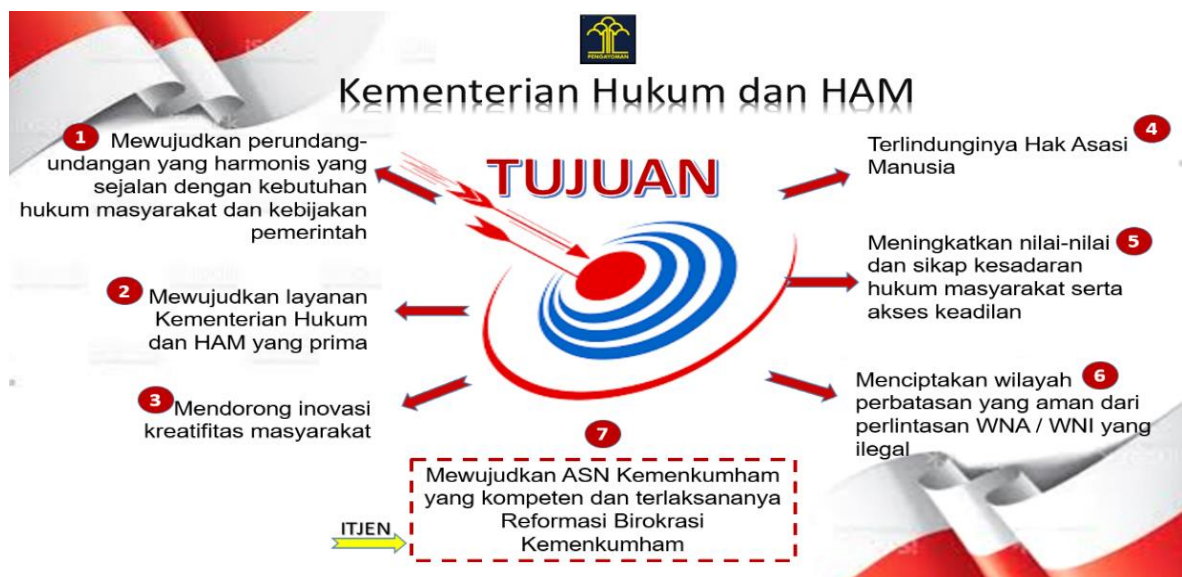 PENGAYOMAN
Kementerian Hukum dan HAM
TUJUAN
1 Mewujudkan perundang-
undangan yang harmonis yang
sejalan dengan kebutuhan
hukum masyarakat dan kebijakan
pemerintah
2 Mewujudkan layanan
Kementerian Hukum
dan HAM yang prima
3 Mendorong inovasi
kreatifitas masyarakat
Terlindunginya Hak Asasi 4
Manusia
Meningkatkan nilai-nilai 5
dan sikap kesadaran
hukum masyarakat serta
akses keadilan
Menciptakan wilayah 6
perbatasan yang aman dari
perlintasan WNA / WNI yang
ilegal
7
Mewujudkan ASN Kemenkumham
yang kompeten dan terlaksananya
Reformasi Birokrasi
Kemenkumham
ITJEN